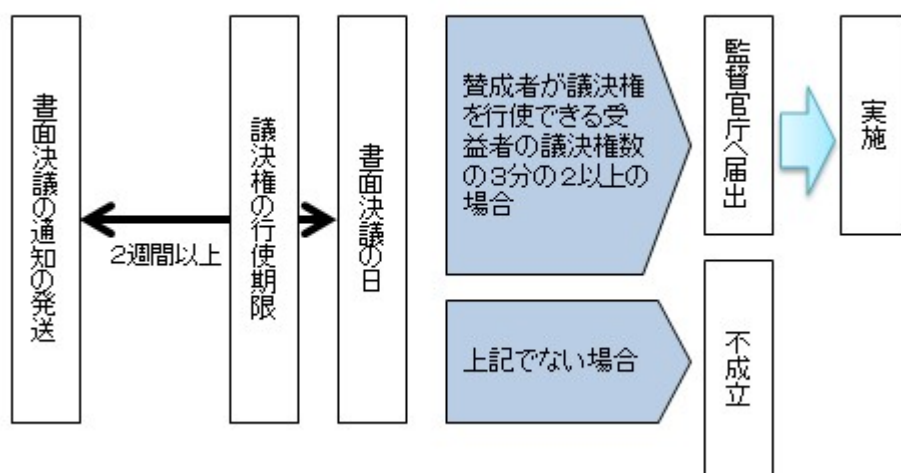 書面決議の通知の発送
2週間以上
議決権の行使期限
書面決議の日
賛成者が議決権
を行使できる受
益者の議決権数
の3分の2以上の
場合
監督官庁へ届出
実施
上記でない場合
不成立